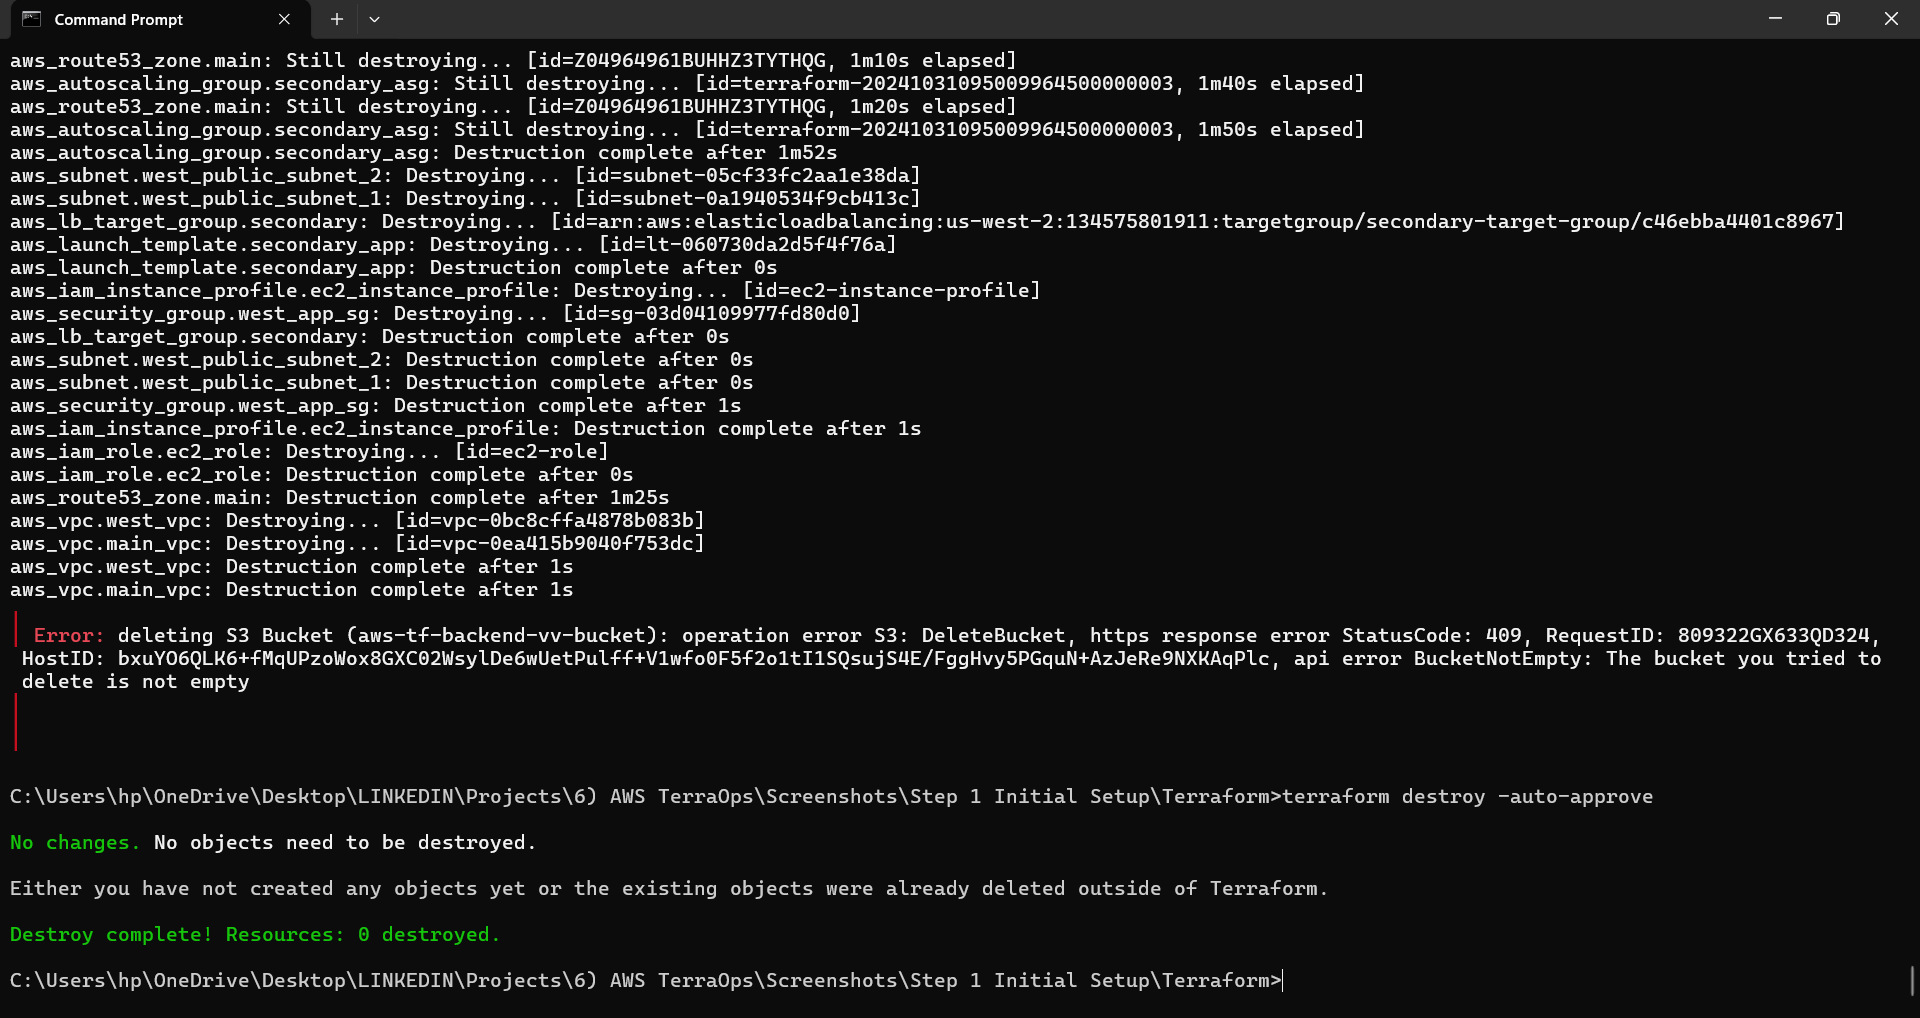 Command Prompt
aws_route53_zone.main: Still destroying... [id=Z04964961BUHHZ3TYTHQG, 1m10s elapsed]
aws_autoscaling_group.secondary_asg: Still destroying... [id=terraform-20241031095009964500000003, 1m40s elapsed]
aws_route53_zone.main: Still destroying... [id=Z04964961BUHHZ3TYTHQG, 1m20s elapsed]
aws_autoscaling_group.secondary_asg: Still destroying... [id=terraform-20241031095009964500000003, 1m50s elapsed]
aws_autoscaling_group.secondary_asg: Destruction complete after 1m52s
aws_subnet.west_public_subnet_2: Destroying... [id=subnet-05cf33fc2aa1e38da]
aws_subnet.west_public_subnet_1: Destroying... [id=subnet-0a1940534f9cb413c]
aws_lb_target_group.secondary: Destroying... [id=arn:aws:elasticloadbalancing:us-west-2:134575801911:targetgroup/secondary-target-group/c46ebba4401c8967]
aws_launch_template.secondary_app: Destroying... [id=lt-060730da2d5f4f76a]
aws_launch_template.secondary_app: Destruction complete after 0s
aws_iam_instance_profile.ec2_instance_profile: Destroying... [id=ec2-instance-profile]
aws_security_group.west_app_sg: Destroying... [id=sg-03d04109977fd80d0]
aws_lb_target_group.secondary: Destruction complete after 0s
aws_subnet.west_public_subnet_2: Destruction complete after 0s
aws_subnet.west_public_subnet_1: Destruction complete after 0s
aws_security_group.west_app_sg: Destruction complete after 1s
aws_iam_instance_profile.ec2_instance_profile: Destruction complete after 1s
aws_iam_role.ec2_role: Destroying... [id=ec2-role]
aws_iam_role.ec2_role: Destruction complete after 0s
aws_route53_zone.main: Destruction complete after 1m25s
aws_vpc.west_vpc: Destroying... [id=vpc-0bc8cffa4878b083b]
aws_vpc.main_vpc: Destroying... [id=vpc-0ea415b9040f753dc]
aws_vpc.west_vpc: Destruction complete after 1s
aws_vpc.main_vpc: Destruction complete after 1s
Error: deleting S3 Bucket (aws-tf-backend-vv-bucket): operation error S3: DeleteBucket, https response error StatusCode: 409, RequestID: 809322GX633QD324,
HostID: bxuYO6QLK6+fMqUPzoWox8GXC02WsylDe6wUetPulff+V1wfo0F5f2o1tI1SQsujS4E/FggHvy5PGquN+AzJeRe9NXKAqPlc, api error BucketNotEmpty: The bucket you tried to
delete is not empty
C:\Users\hp\OneDrive\Desktop\LINKEDIN\Projects\6) AWS TerraOps\Screenshots\Step 1 Initial Setup\Terraform>terraform destroy -auto-approve
No changes. No objects need to be destroyed.
Either you have not created any objects yet or the existing objects were already deleted outside of Terraform.
Destroy complete! Resources: 0 destroyed.
C:\Users\hp\OneDrive\Desktop\LINKEDIN\Projects\6) AWS TerraOps\Screenshots\Step 1 Initial Setup\Terraform>